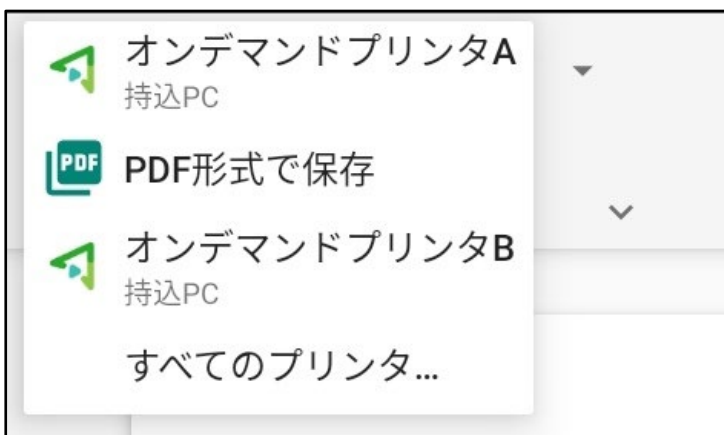 オンデマンドプリンタA
持込PC
PDF
PDF形式で保存
オンデマンドプリンタB
持込PC
すべてのプリンタ...